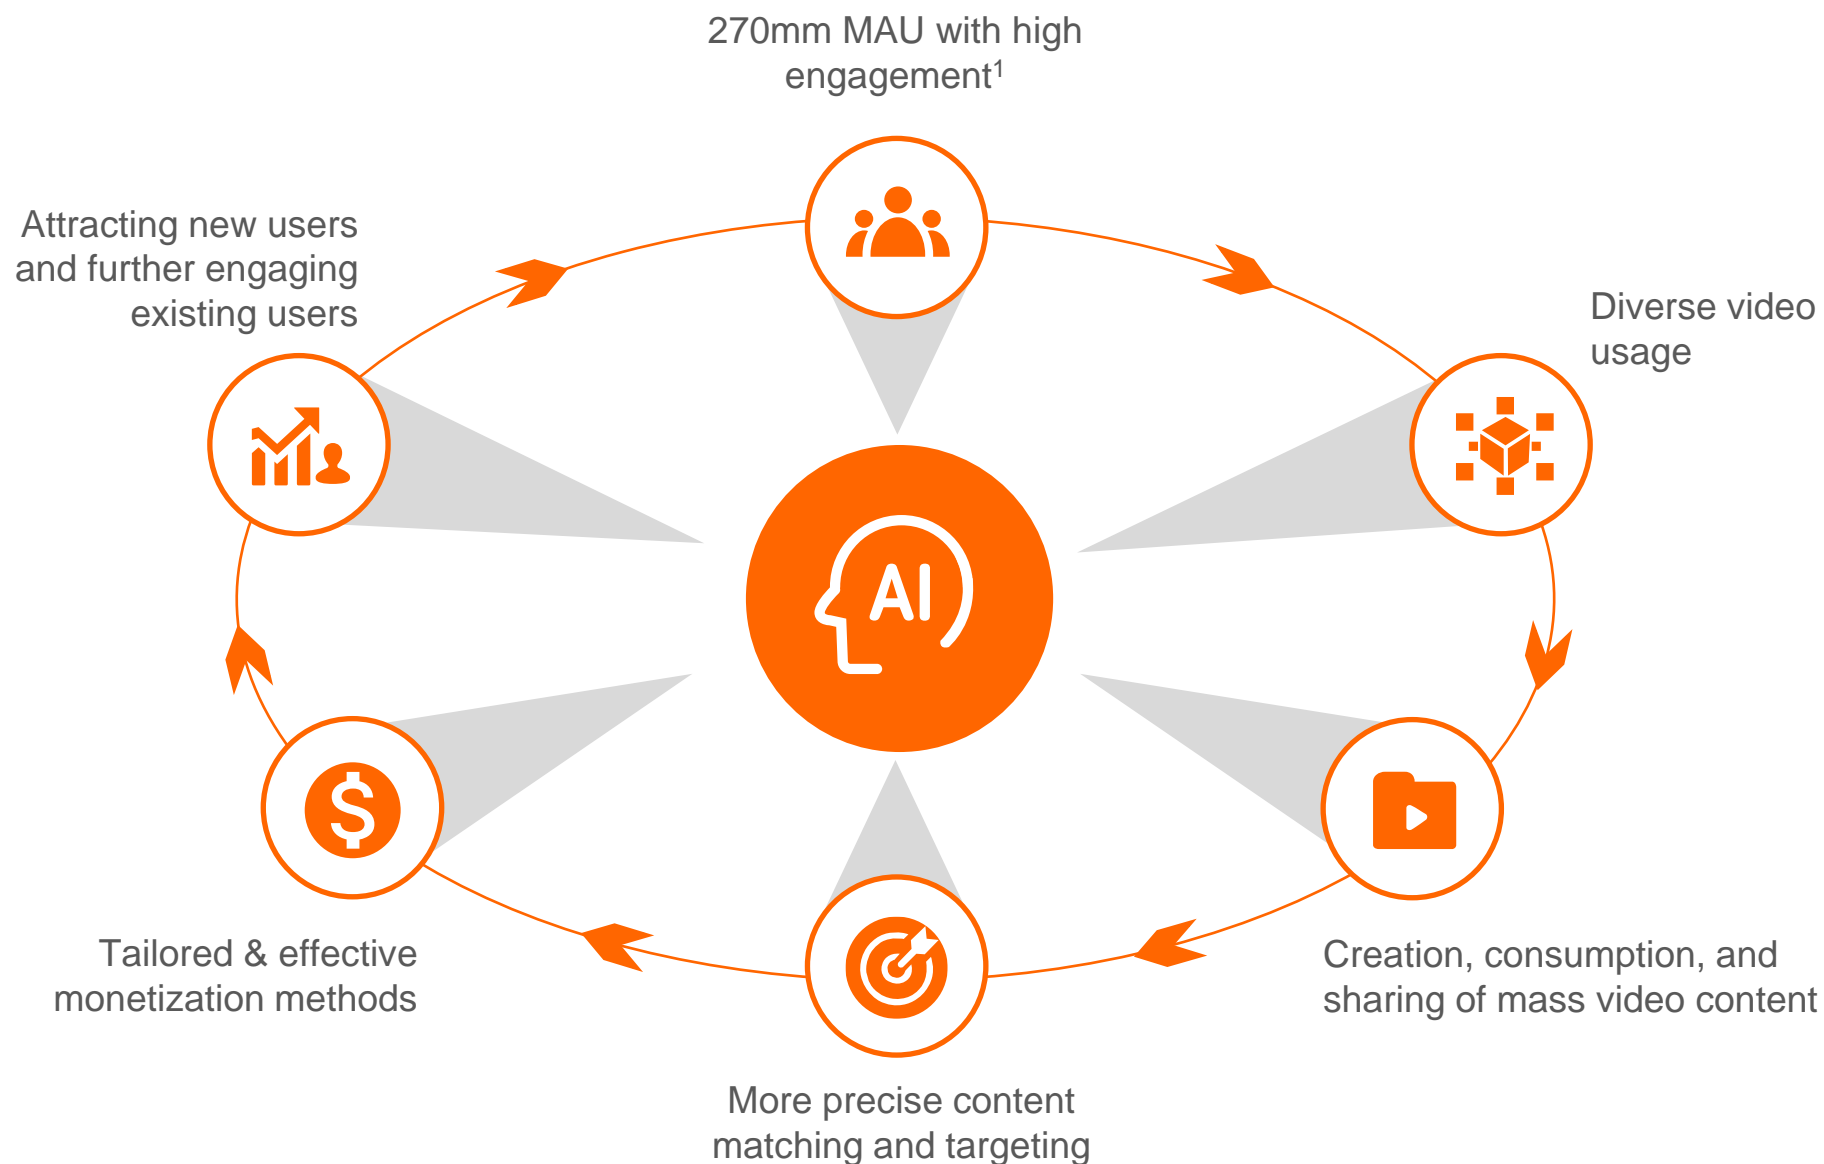 270mm MAU with high
engagement¹
Attracting new users
and further engaging
existing users
Diverse video
usage
AI
$
Tailored & effective
monetization methods
Creation, consumption, and
sharing of mass video content
More precise content
matching and targeting